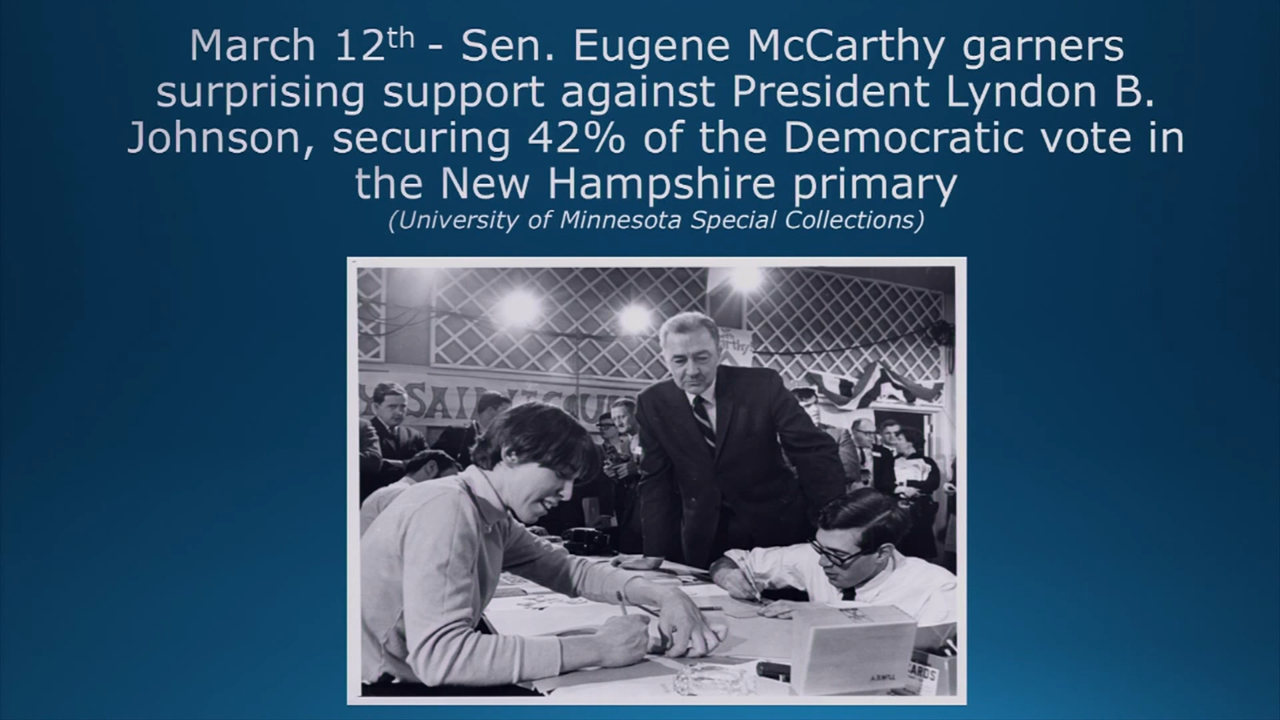 March 12th - Sen. Eugene McCarthy garners
surprising support against President Lyndon B.
Johnson, securing 42% of the Democratic vote in
the New Hampshire primary
(University of Minnesota Special Collections)